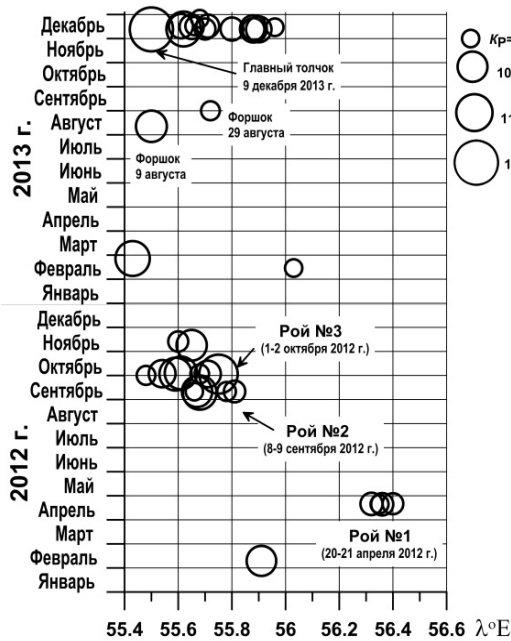 2013 г.
Декабрь
Ноябрь
Октябрь
Сентябрь
Август
Июль
Июнь
Май
Апрель
Март
Февраль
Январь
Главный толчок
9 декабря 2013 г.
Форшок
29 августа
Форшок
9 августа
KP=
10
11
1
2012 г.
Декабрь
Ноябрь
Октябрь
Сентябрь
Август
Июль
Июнь
Май
Апрель
Март
Февраль
Январь
Рой №3
(1-2 октября 2012 г.)
Рой №2
(8-9 сентября 2012 г.)
Рой №1
(20-21 апреля 2012 г.)
55.4 55.6 55.8 56 56.2 56.4 56.6 λ°E